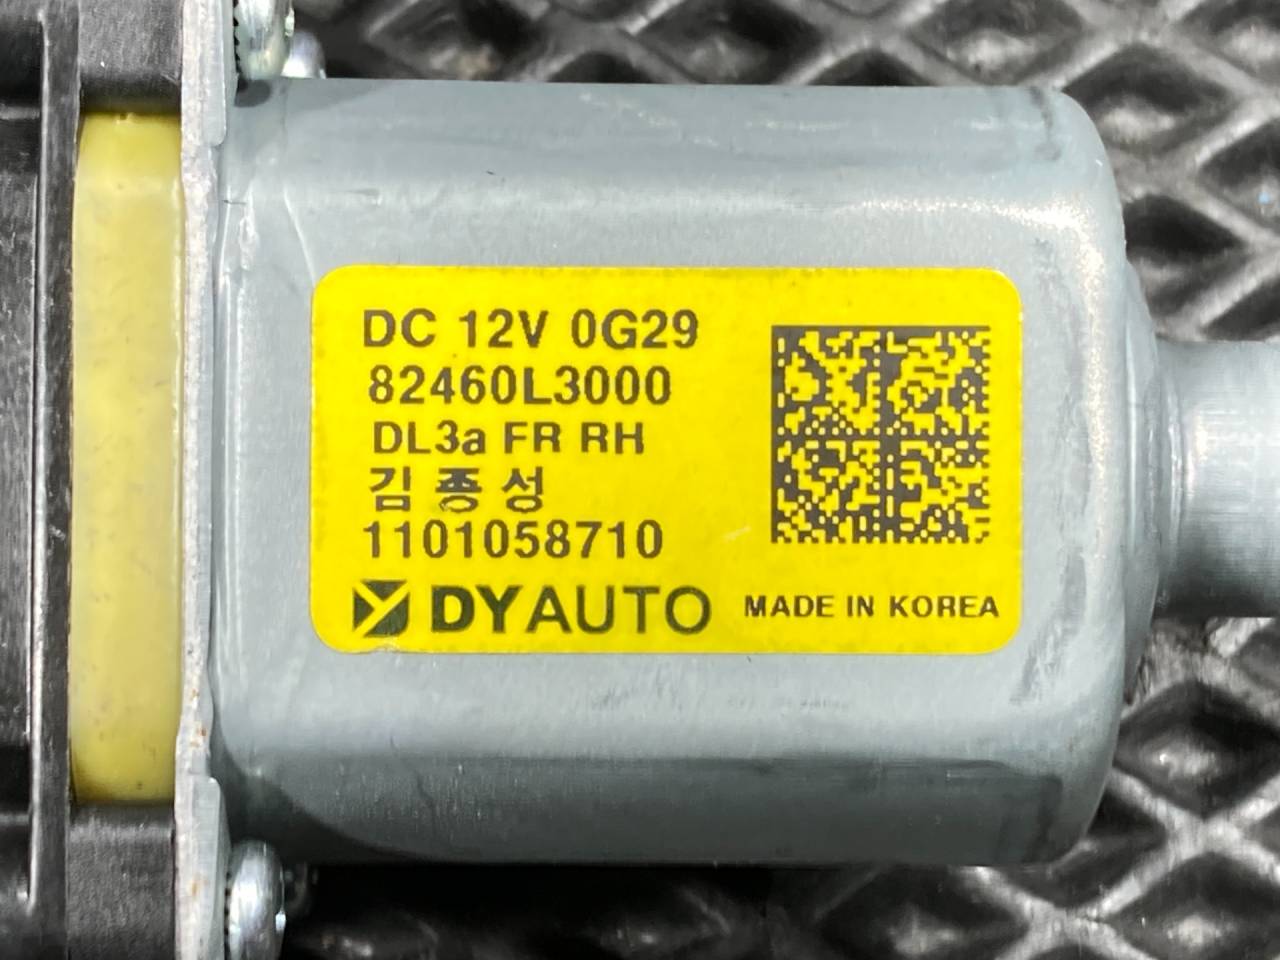 DC 12V 0G29
82460L3000
DL3a FR RH
김종성
1101058710
DYAUTO MADE IN KOREA